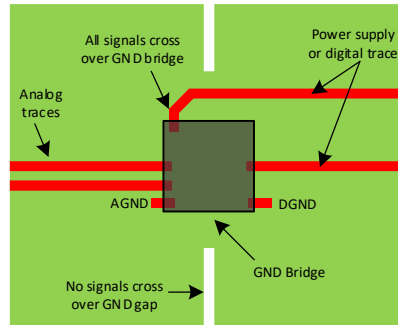 All signals cross
over GND bridge
Power supply
or digital trace
Analog
traces
AGND
DGND
GND Bridge
No signals cross
over GND gap